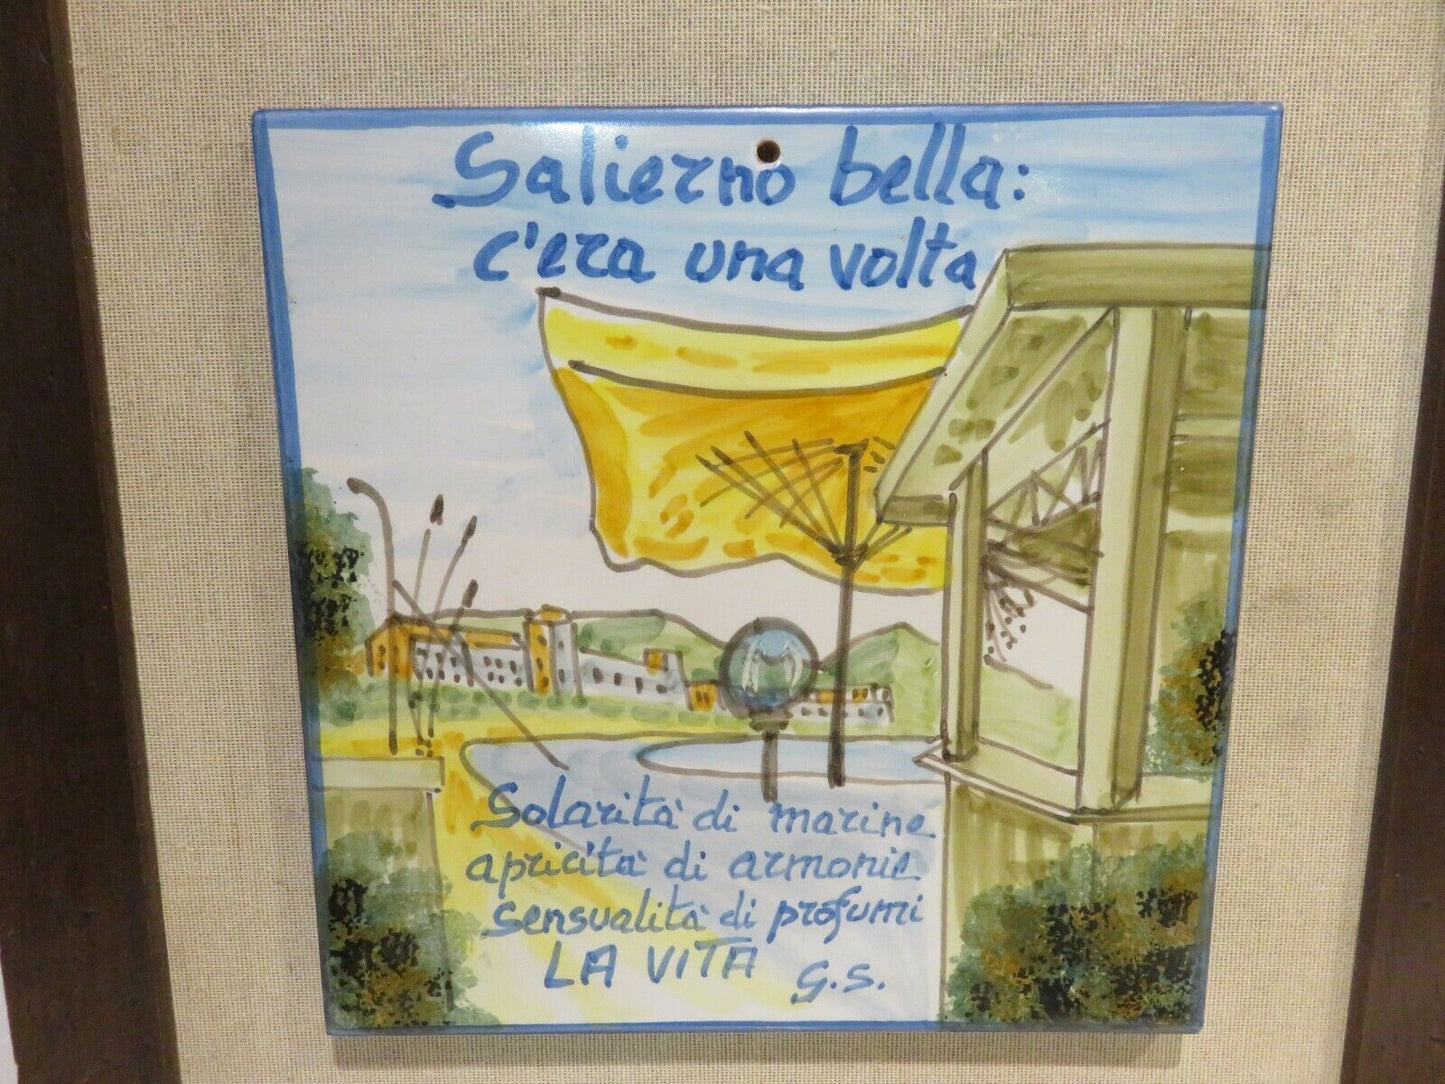 Salierno bella:
c'era una volta
Solarità di marine
apricità di armonie
sensualità di profumi
LA VITA
G.S.